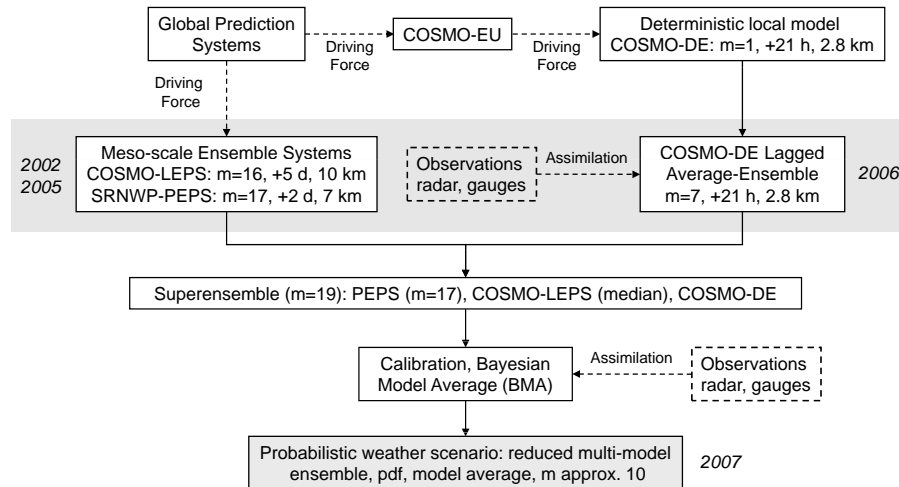 Global Prediction
Systems
Driving
Force
COSMO-EU
Driving
Force
Deterministic local model
COSMO-DE: m=1, +21 h, 2.8 km
Driving
Force
2002
2005
Meso-scale Ensemble Systems
COSMO-LEPS: m=16, +5 d, 10 km
SRNWP-PEPS: m=17, +2 d, 7 km
Observations
radar, gauges
Assimilation
COSMO-DE Lagged
Average-Ensemble
m=7, +21 h, 2.8 km
2006
Superensemble (m=19): PEPS (m=17), COSMO-LEPS (median), COSMO-DE
Calibration, Bayesian
Model Average (BMA)
Assimilation
Observations
radar, gauges
Probabilistic weather scenario: reduced multi-model
ensemble, pdf, model average, m approx. 10
2007